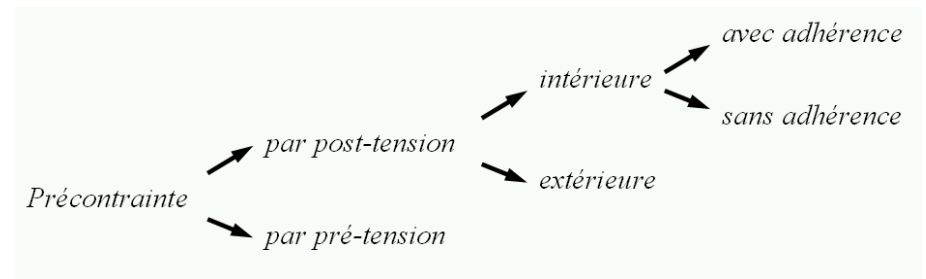 avec adhérence
intérieure
sans adhérence
par post-tension
extérieure
Précontrainte
par pré-tension